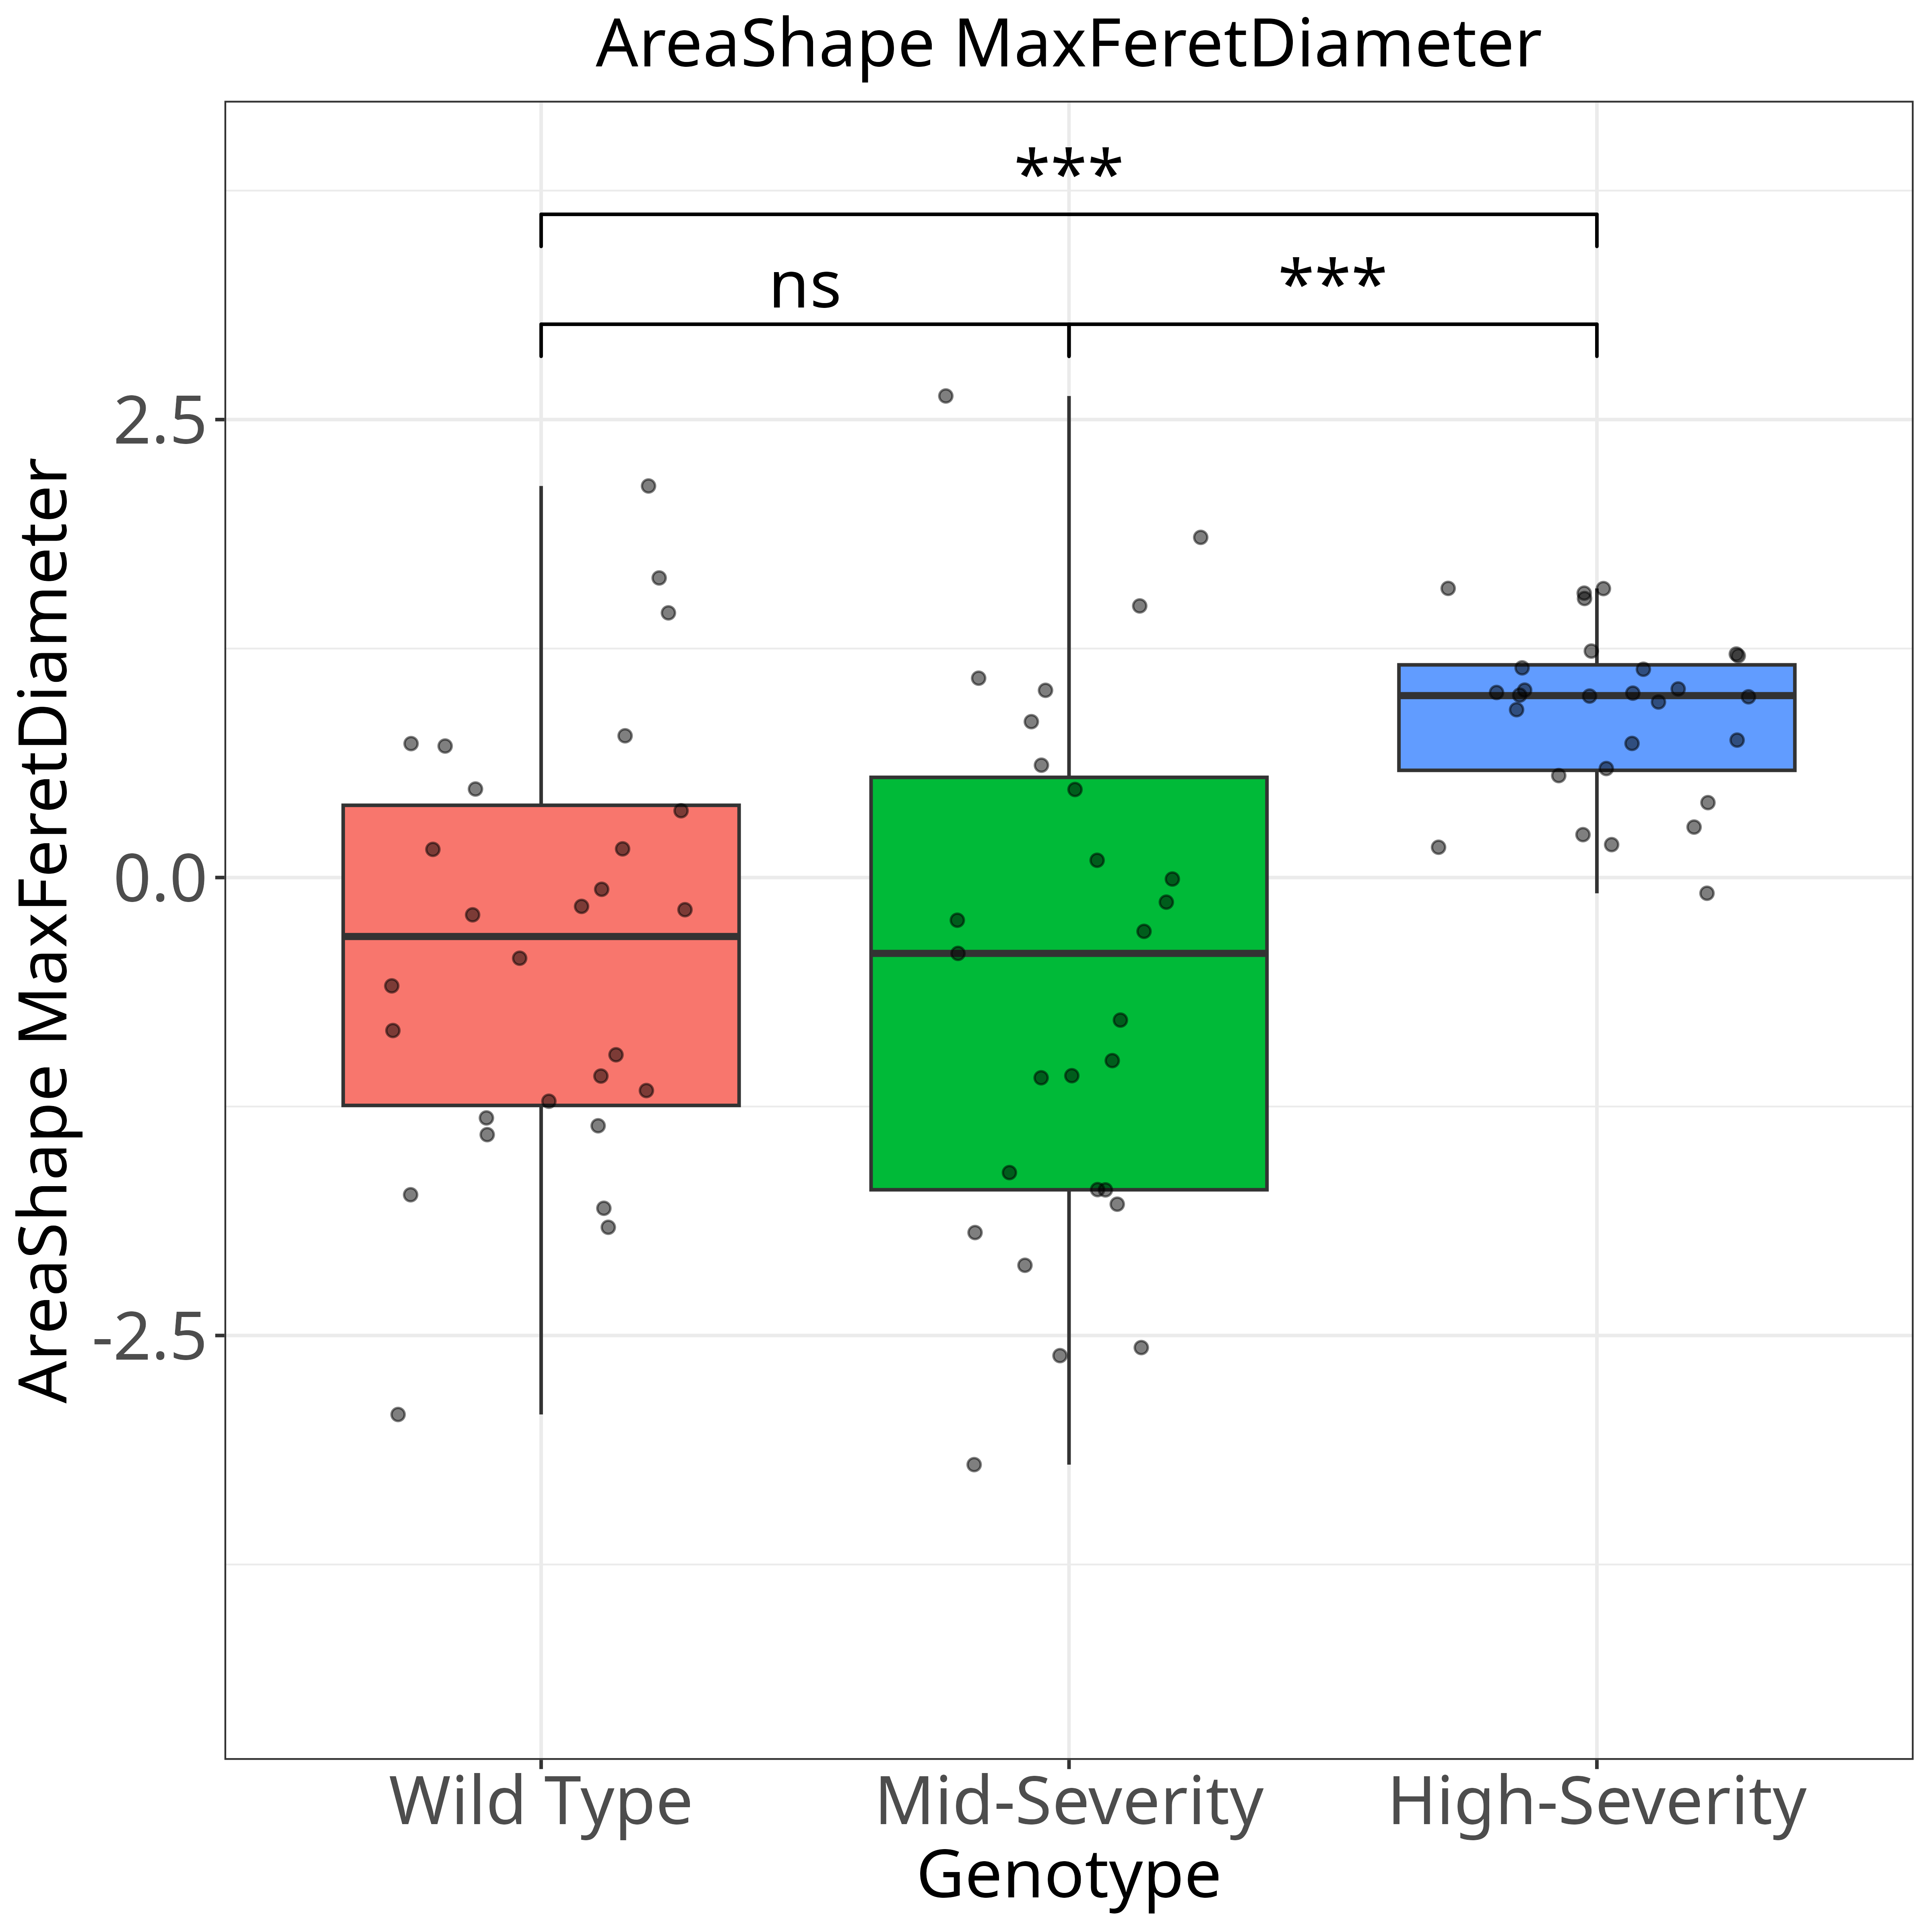 AreaShape MaxFeretDiameter
***
ns
***
AreaShape MaxFeretDiameter
2.5
0.0
-2.5
Wild Type
Mid-Severity
High-Severity
Genotype